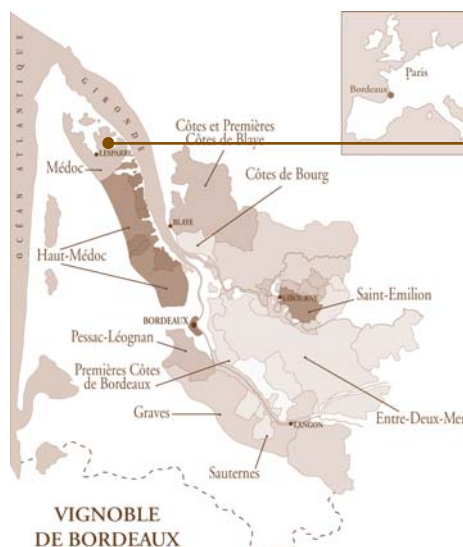 OCÉAN ATLANTIQUE
GIRONDE
Paris
Bordeaux
LESPARRE
Médoc
Côtes et Premières
Côtes de Blaye
Côtes de Bourg
BLAYE
Haut-Médoc
LIBOURNE
Saint-Emilion
BORDEAUX
Pessac-Léognan
Premières Côtes
de Bordeaux
Graves
Entre-Deux-Mer
LANGON
Sauternes
VIGNOBLE
DE BORDEAUX